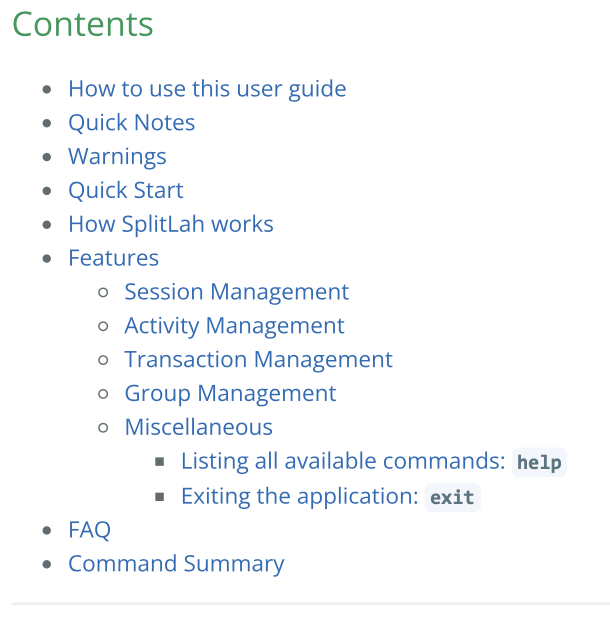 Contents
How to use this user guide
Quick Notes
Warnings
Quick Start
How SplitLah works
Features
Session Management
Activity Management
Transaction Management
Group Management
Miscellaneous
Listing all available commands: help
Exiting the application: exit
FAQ
Command Summary